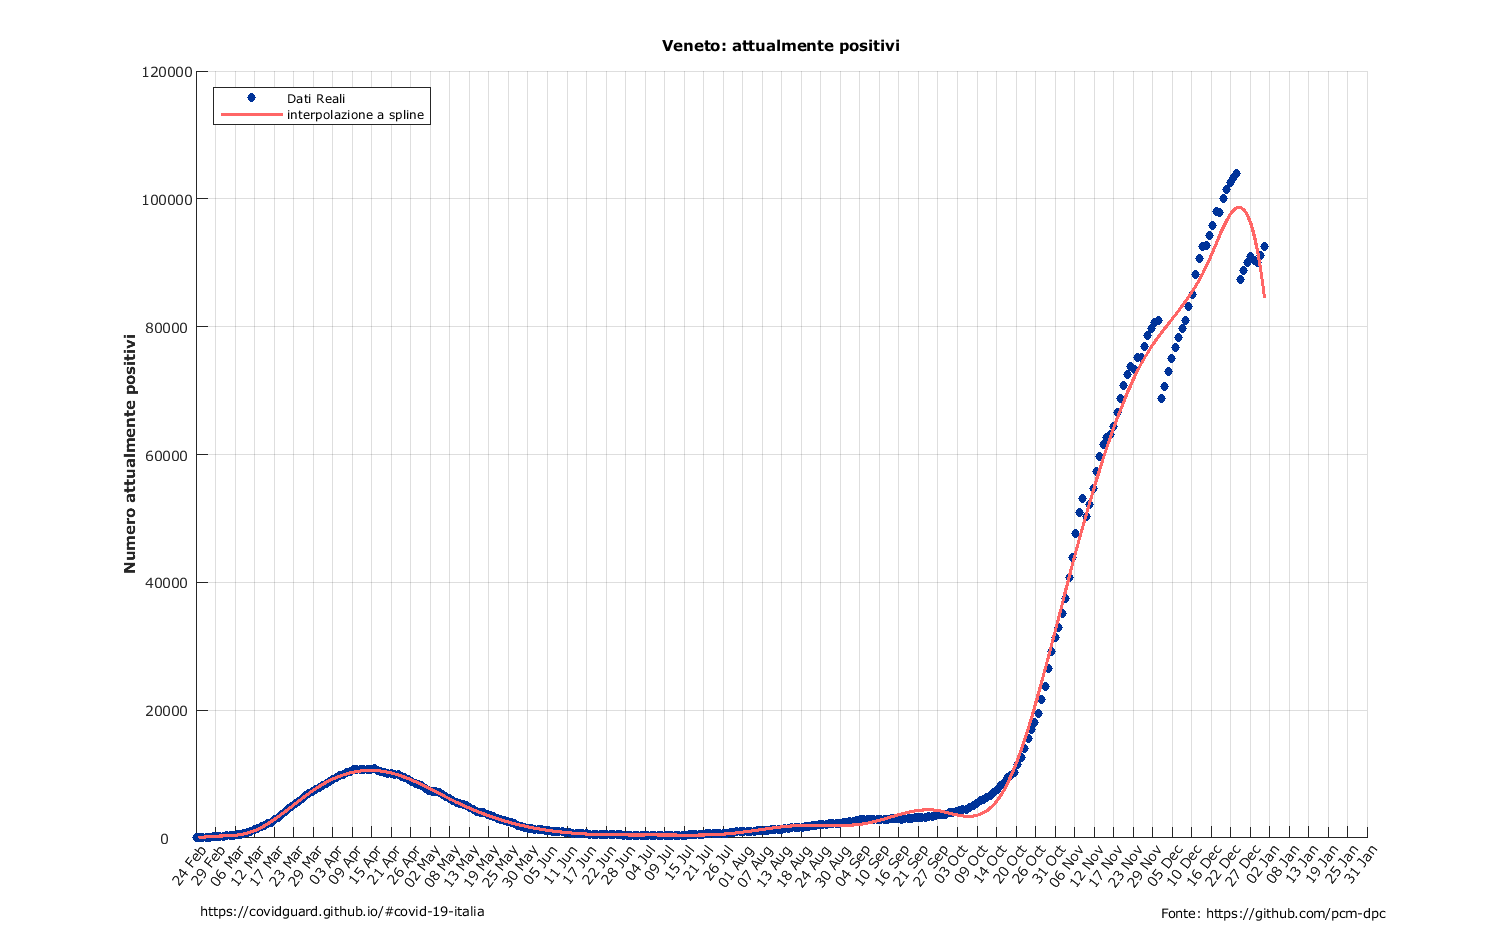 Veneto: attualmente positivi
Dati Reali
interpolazione a spline
Numero attualmente positivi
120000
100000
80000
60000
40000
20000
0
24 Feb
29 Feb
06 Mar
12 Mar
17 Mar
23 Mar
29 Mar
03 Apr
09 Apr
15 Apr
21 Apr
26 Apr
02 May
08 May
13 May
19 May
25 May
30 May
05 Jun
11 Jun
17 Jun
22 Jun
28 Jun
04 Jul
09 Jul
15 Jul
21 Jul
26 Jul
01 Aug
07 Aug
13 Aug
18 Aug
24 Aug
30 Aug
04 Sep
10 Sep
16 Sep
21 Sep
27 Sep
03 Oct
09 Oct
14 Oct
20 Oct
26 Oct
31 Oct
06 Nov
12 Nov
17 Nov
23 Nov
29 Nov
05 Dec
10 Dec
16 Dec
22 Dec
27 Dec
02 Jan
08 Jan
13 Jan
19 Jan
25 Jan
31 Jan
https://covidguard.github.io/#covid-19-italia
Fonte: https://github.com/pcm-dpc